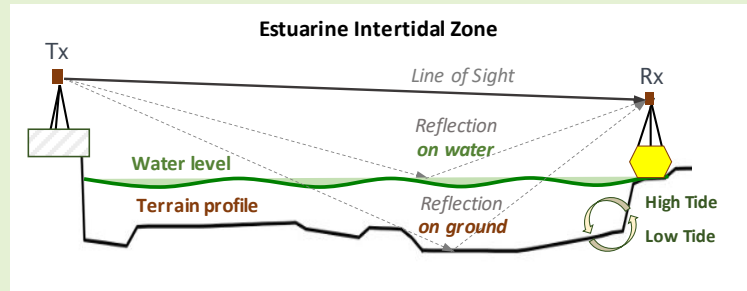 Estuarine Intertidal Zone
Tx
Rx
Line of Sight
Reflection
on water
Water level
Terrain profile
Reflection
on ground
High Tide
Low Tide